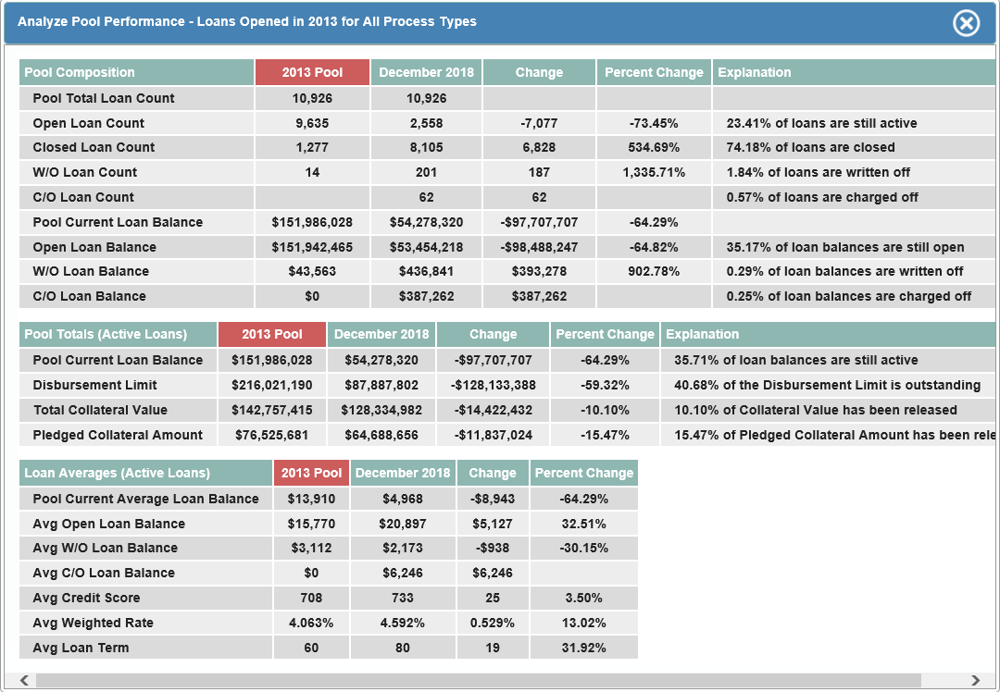 Analyze Pool Performance - Loans Opened in 2013 for All Process Types
Pool Composition 2013 Pool December 2018 Change Percent Change Explanation
Pool Total Loan Count 10,926 10,926
Open Loan Count 9,635 2,558 -7,077 -73.45% 23.41% of loans are still active
Closed Loan Count 1,277 8,105 6,828 534.69% 74.18% of loans are closed
W/O Loan Count 14 201 187 1,335.71% 1.84% of loans are written off
C/O Loan Count 62 62 0.57% of loans are charged off
Pool Current Loan Balance $151,986,028 $54,278,320 -$97,707,707 -64.29%
Open Loan Balance $151,942,465 $53,454,218 -$98,488,247 -64.82% 35.17% of loan balances are still open
W/O Loan Balance $43,563 $436,841 $393,278 902.78% 0.29% of loan balances are written off
C/O Loan Balance $0 $387,262 $387,262 0.25% of loan balances are charged off
Pool Totals (Active Loans) 2013 Pool December 2018 Change Percent Change Explanation
Pool Current Loan Balance $151,986,028 $54,278,320 -$97,707,707 -64.29% 35.71% of loan balances are still active
Disbursement Limit $216,021,190 $87,887,802 -$128,133,388 -59.32% 40.68% of the Disbursement Limit is outstanding
Total Collateral Value $142,757,415 $128,334,982 -$14,422,432 -10.10% 10.10% of Collateral Value has been released
Pledged Collateral Amount $76,525,681 $64,688,656 -$11,837,024 -15.47% 15.47% of Pledged Collateral Amount has been rele
Loan Averages (Active Loans) 2013 Pool December 2018 Change Percent Change
Pool Current Average Loan Balance $13,910 $4,968 -$8,943 -64.29%
Avg Open Loan Balance $15,770 $20,897 $5,127 32.51%
Avg W/O Loan Balance $3,112 $2,173 -$938 -30.15%
Avg C/O Loan Balance $0 $6,246 $6,246
Avg Credit Score 708 733 25 3.50%
Avg Weighted Rate 4.063% 4.592% 0.529% 13.02%
Avg Loan Term 60 80 19 31.92%